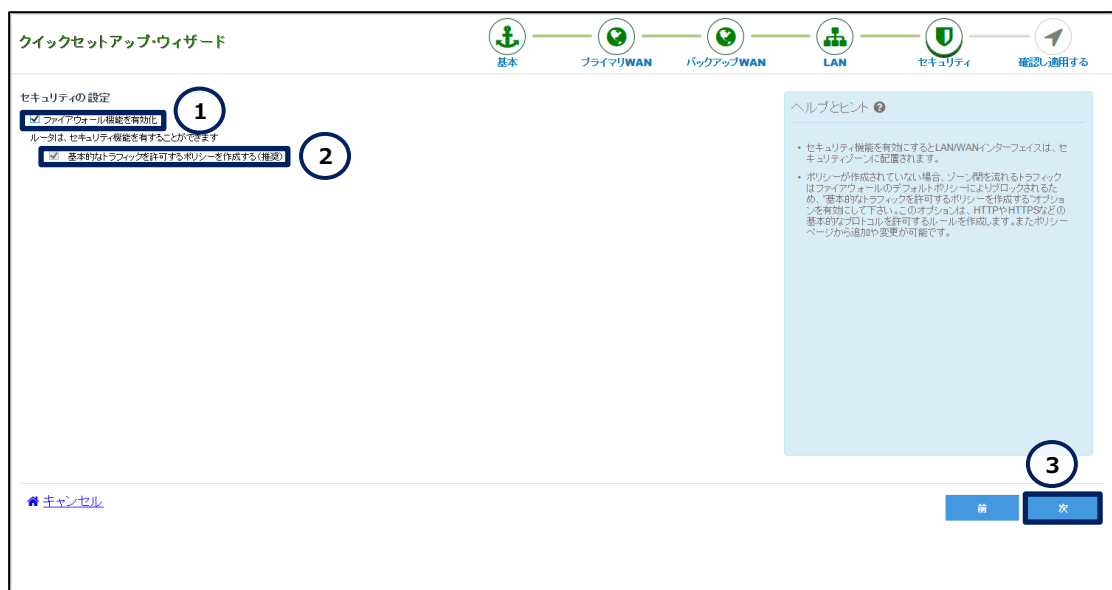 クイックセットアップ・ウィザード
基本
プライマリWAN
バックアップWAN
LAN
セキュリティ
確認し適用する
セキュリティの設定
1
ファイアウォール機能を有効化
ルータは、セキュリティ機能を有することができます
基本的なトラフィックを許可するポリシーを作成する(推奨)
2
ヘルプとヒント
・セキュリティ機能を有効にするとLAN/WANインターフェイスは、セ
キュリティゾーンに配置されます。
・ポリシーが作成されていない場合、ゾーン間を流れるトラフィック
はファイアウォールのデフォルトポリシーによりブロックされるた
め、"基本的なトラフィックを許可するポリシーを作成する"オプショ
ンを有効にして下さい。このオプションは、HTTPやHTTPSなどの
基本的なプロトコルを許可するルールを作成します。またポリシー
ページから追加や変更が可能です。
3
キャンセル
前
次